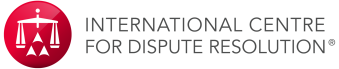 INTERNATIONAL CENTRE
FOR DISPUTE RESOLUTION®